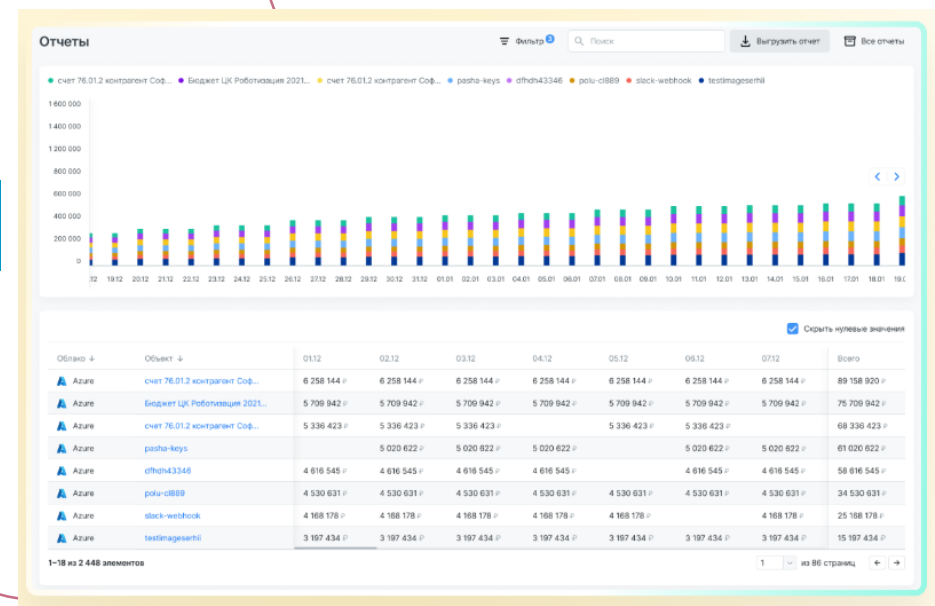 Отчеты
Фильтр 3 Поиск Выгрузить отчет Все отчеты
счет 76.01.2 контрагент Соф... Бюджет ЦК Роботизация 2021... счет 76.01.2 контрагент Соф... pasha-keys dfhdh43346 polu-cl889 slack-webhook testimageserhii
1 600 000
1 400 000
1 200 000
800 000
600 000
400 000
200 000
0
.12 19.12 20.12 21.12 22.12 23.12 24.12 25.12 26.12 27.12 28.12 29.12 30.12 31.12 01.01 02.01 03.01 04.01 05.01 06.01 07.01 08.01 09.01 10.01 11.01 12.01 13.01 14.01 15.01 16.01 17.01 18.01 19.0
Скрыть нулевые значения
Облако ↓ Объект ↓ 01.12 02.12 03.12 04.12 05.12 06.12 07.12 Всего
Azure счет 76.01.2 контрагент Соф... 6 258 144 ₽ 6 258 144 ₽ 6 258 144 ₽ 6 258 144 ₽ 6 258 144 ₽ 6 258 144 ₽ 6 258 144 ₽ 89 158 920 ₽
Azure Бюджет ЦК Роботизация 2021... 5 709 942 ₽ 5 709 942 ₽ 5 709 942 ₽ 5 709 942 ₽ 5 709 942 ₽ 5 709 942 ₽ 5 709 942 ₽ 75 709 942 ₽
Azure счет 76.01.2 контрагент Соф... 5 336 423 ₽ 5 336 423 ₽ 5 336 423 ₽ 5 336 423 ₽ 5 336 423 ₽ 68 336 423 ₽
Azure pasha-keys 5 020 622 ₽ 5 020 622 ₽ 5 020 622 ₽ 5 020 622 ₽ 5 020 622 ₽ 61 020 622 ₽
Azure dfhdh43346 4 616 545 ₽ 4 616 545 ₽ 4 616 545 ₽ 4 616 545 ₽ 4 616 545 ₽ 4 616 545 ₽ 58 616 545 ₽
Azure polu-cl889 4 530 631 ₽ 4 530 631 ₽ 4 530 631 ₽ 4 530 631 ₽ 4 530 631 ₽ 4 530 631 ₽ 4 530 631 ₽ 34 530 631 ₽
Azure slack-webhook 4 168 178 ₽ 4 168 178 ₽ 4 168 178 ₽ 4 168 178 ₽ 4 168 178 ₽ 4 168 178 ₽ 25 168 178 ₽
Azure testimageserhii 3 197 434 ₽ 3 197 434 ₽ 3 197 434 ₽ 3 197 434 ₽ 3 197 434 ₽ 3 197 434 ₽ 3 197 434 ₽ 15 197 434 ₽
1–18 из 2 448 элементов 1 из 86 страниц ← →